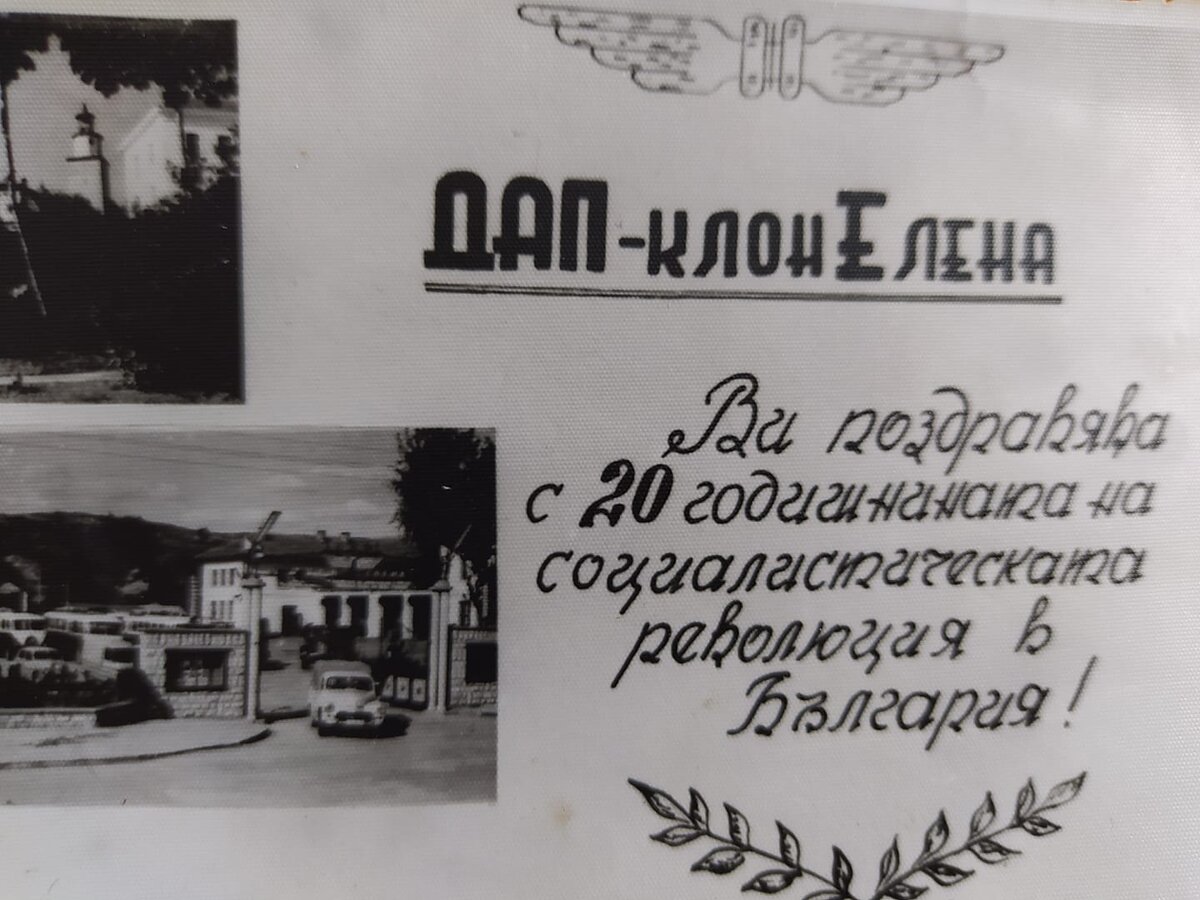 ДАП-КЛОН ЕЛЕНА
Ви поздравява
с 20 годишнината на
социалистическата
революция в
България!